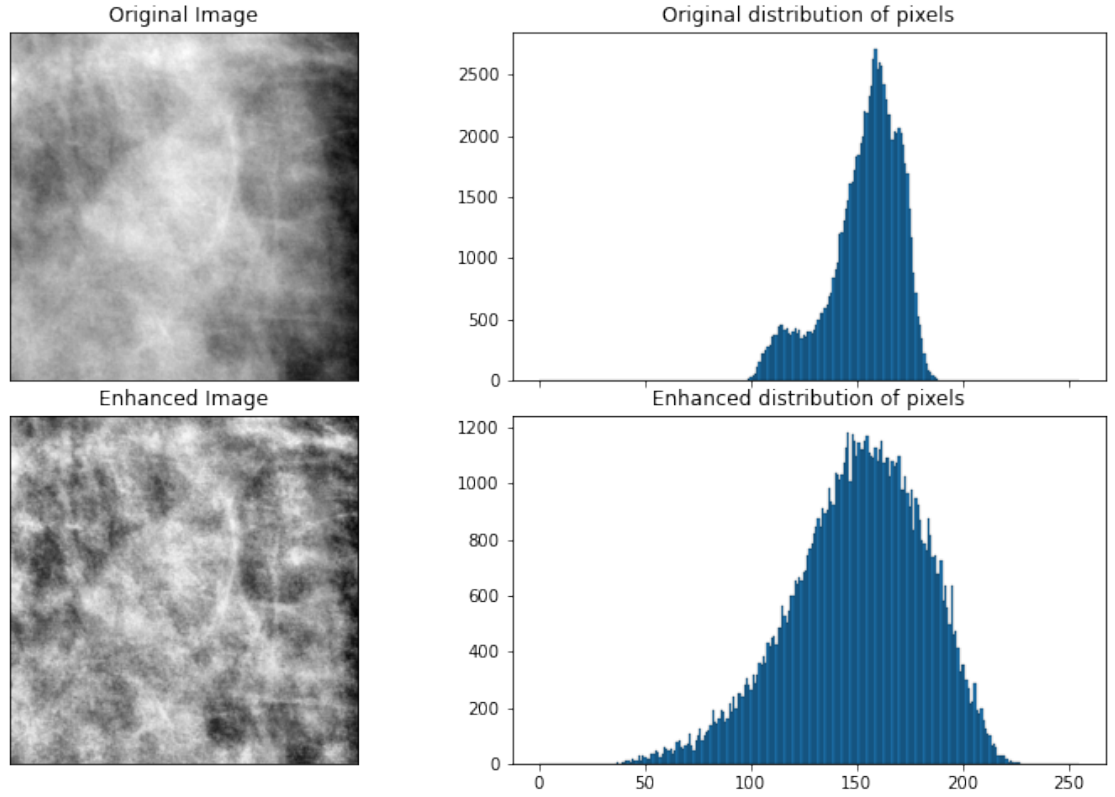 Original Image
Original distribution of pixels
2500
2000
1500
1000
500
0
Enhanced Image
Enhanced distribution of pixels
1200
1000
800
600
400
200
0
0 50 100 150 200 250